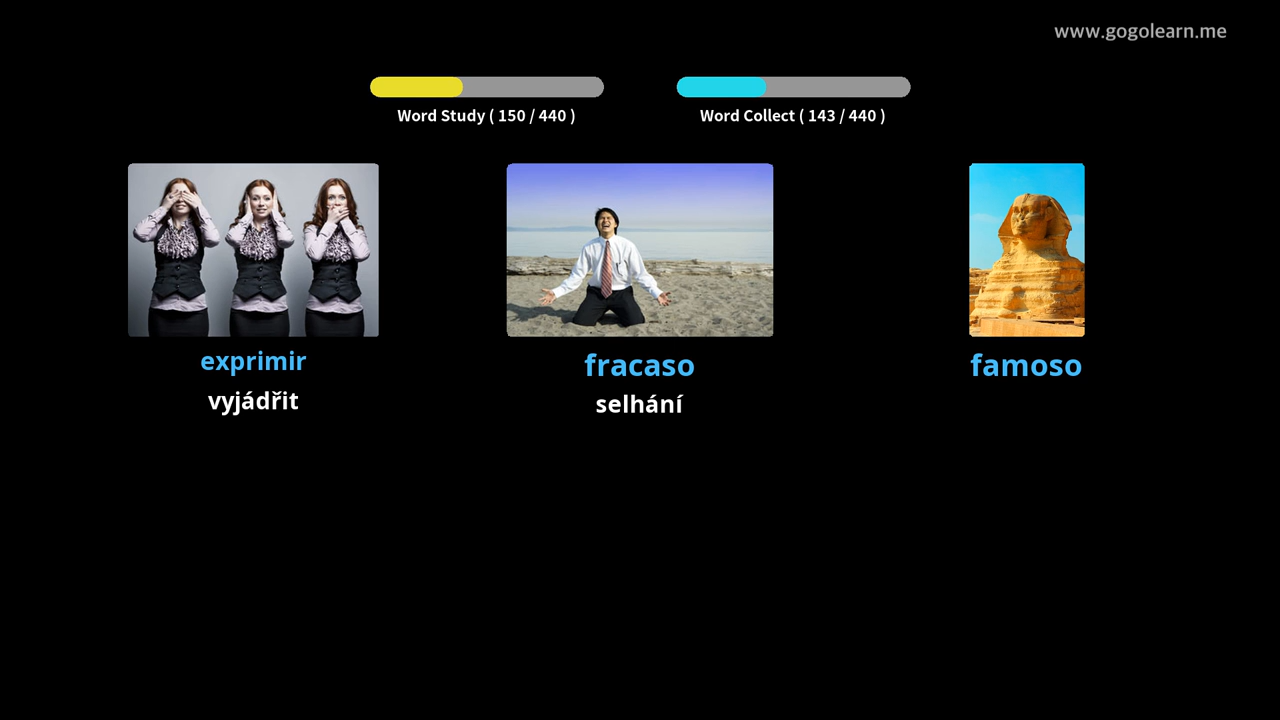 www.gogolearn.me
Word Study ( 150 / 440 )
Word Collect ( 143 / 440 )
exprimir
vyjádřit
fracaso
selhání
famoso